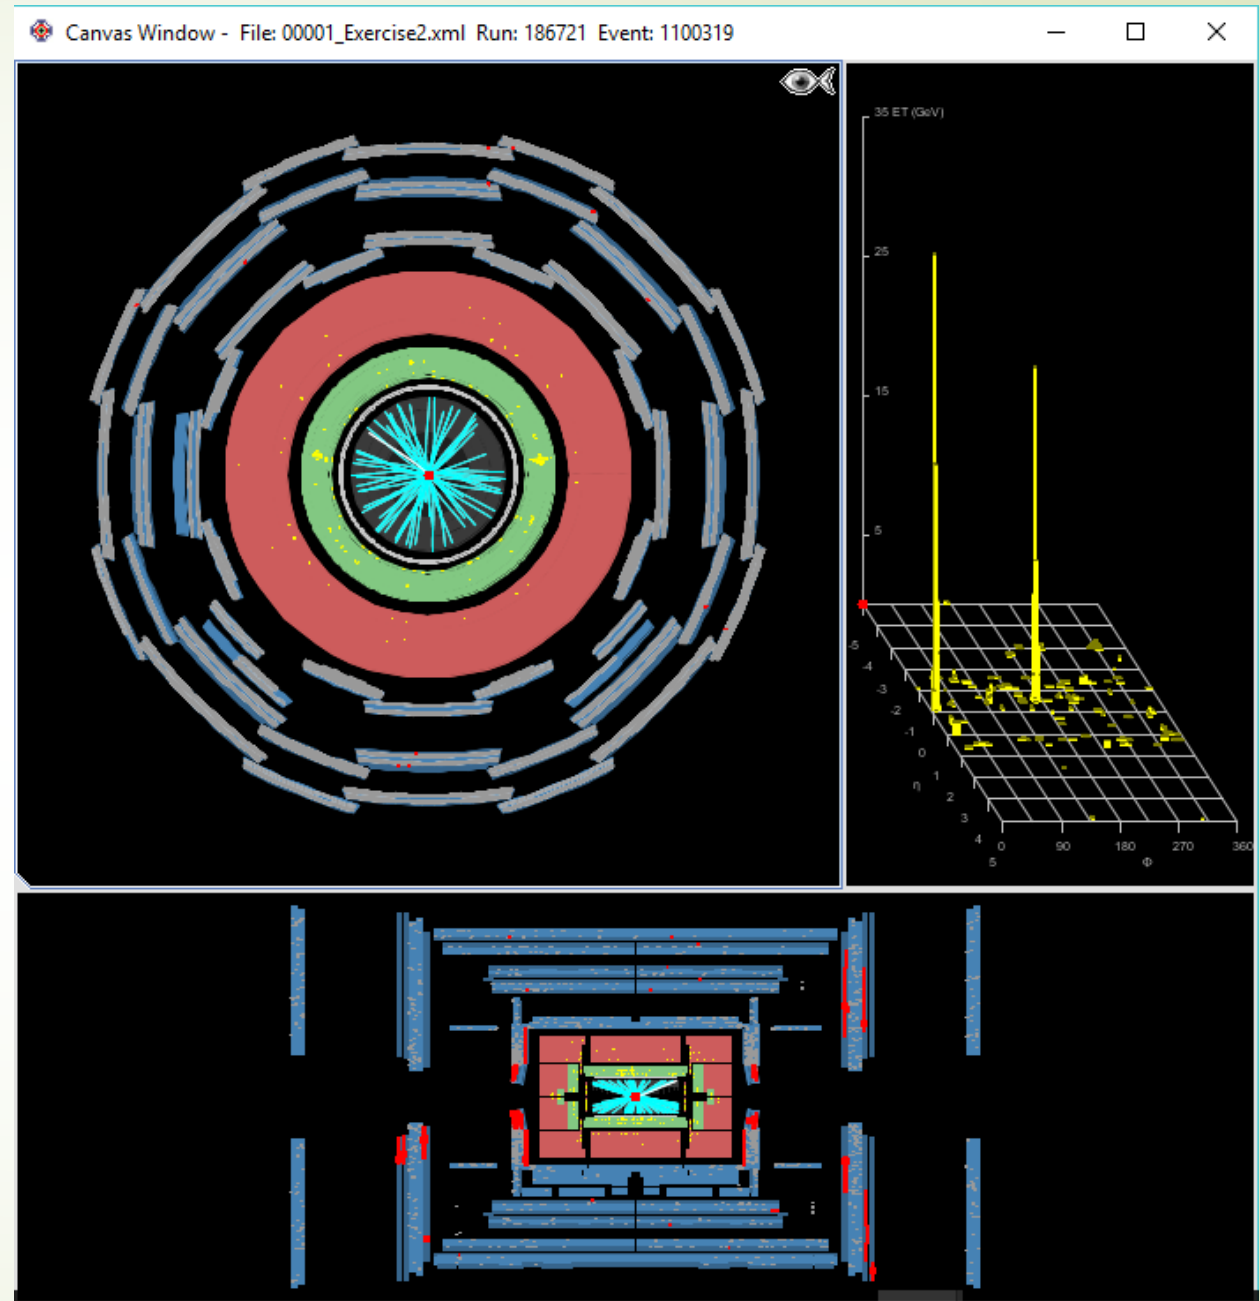 Canvas Window - File: 00001_Exercise2.xml Run: 186721 Event: 1100319
35 ET (GeV)
25
15
5
-5
-4
-3
-2
-1
0
1
2
3
4
5
η
0 90 180 270 360
Φ